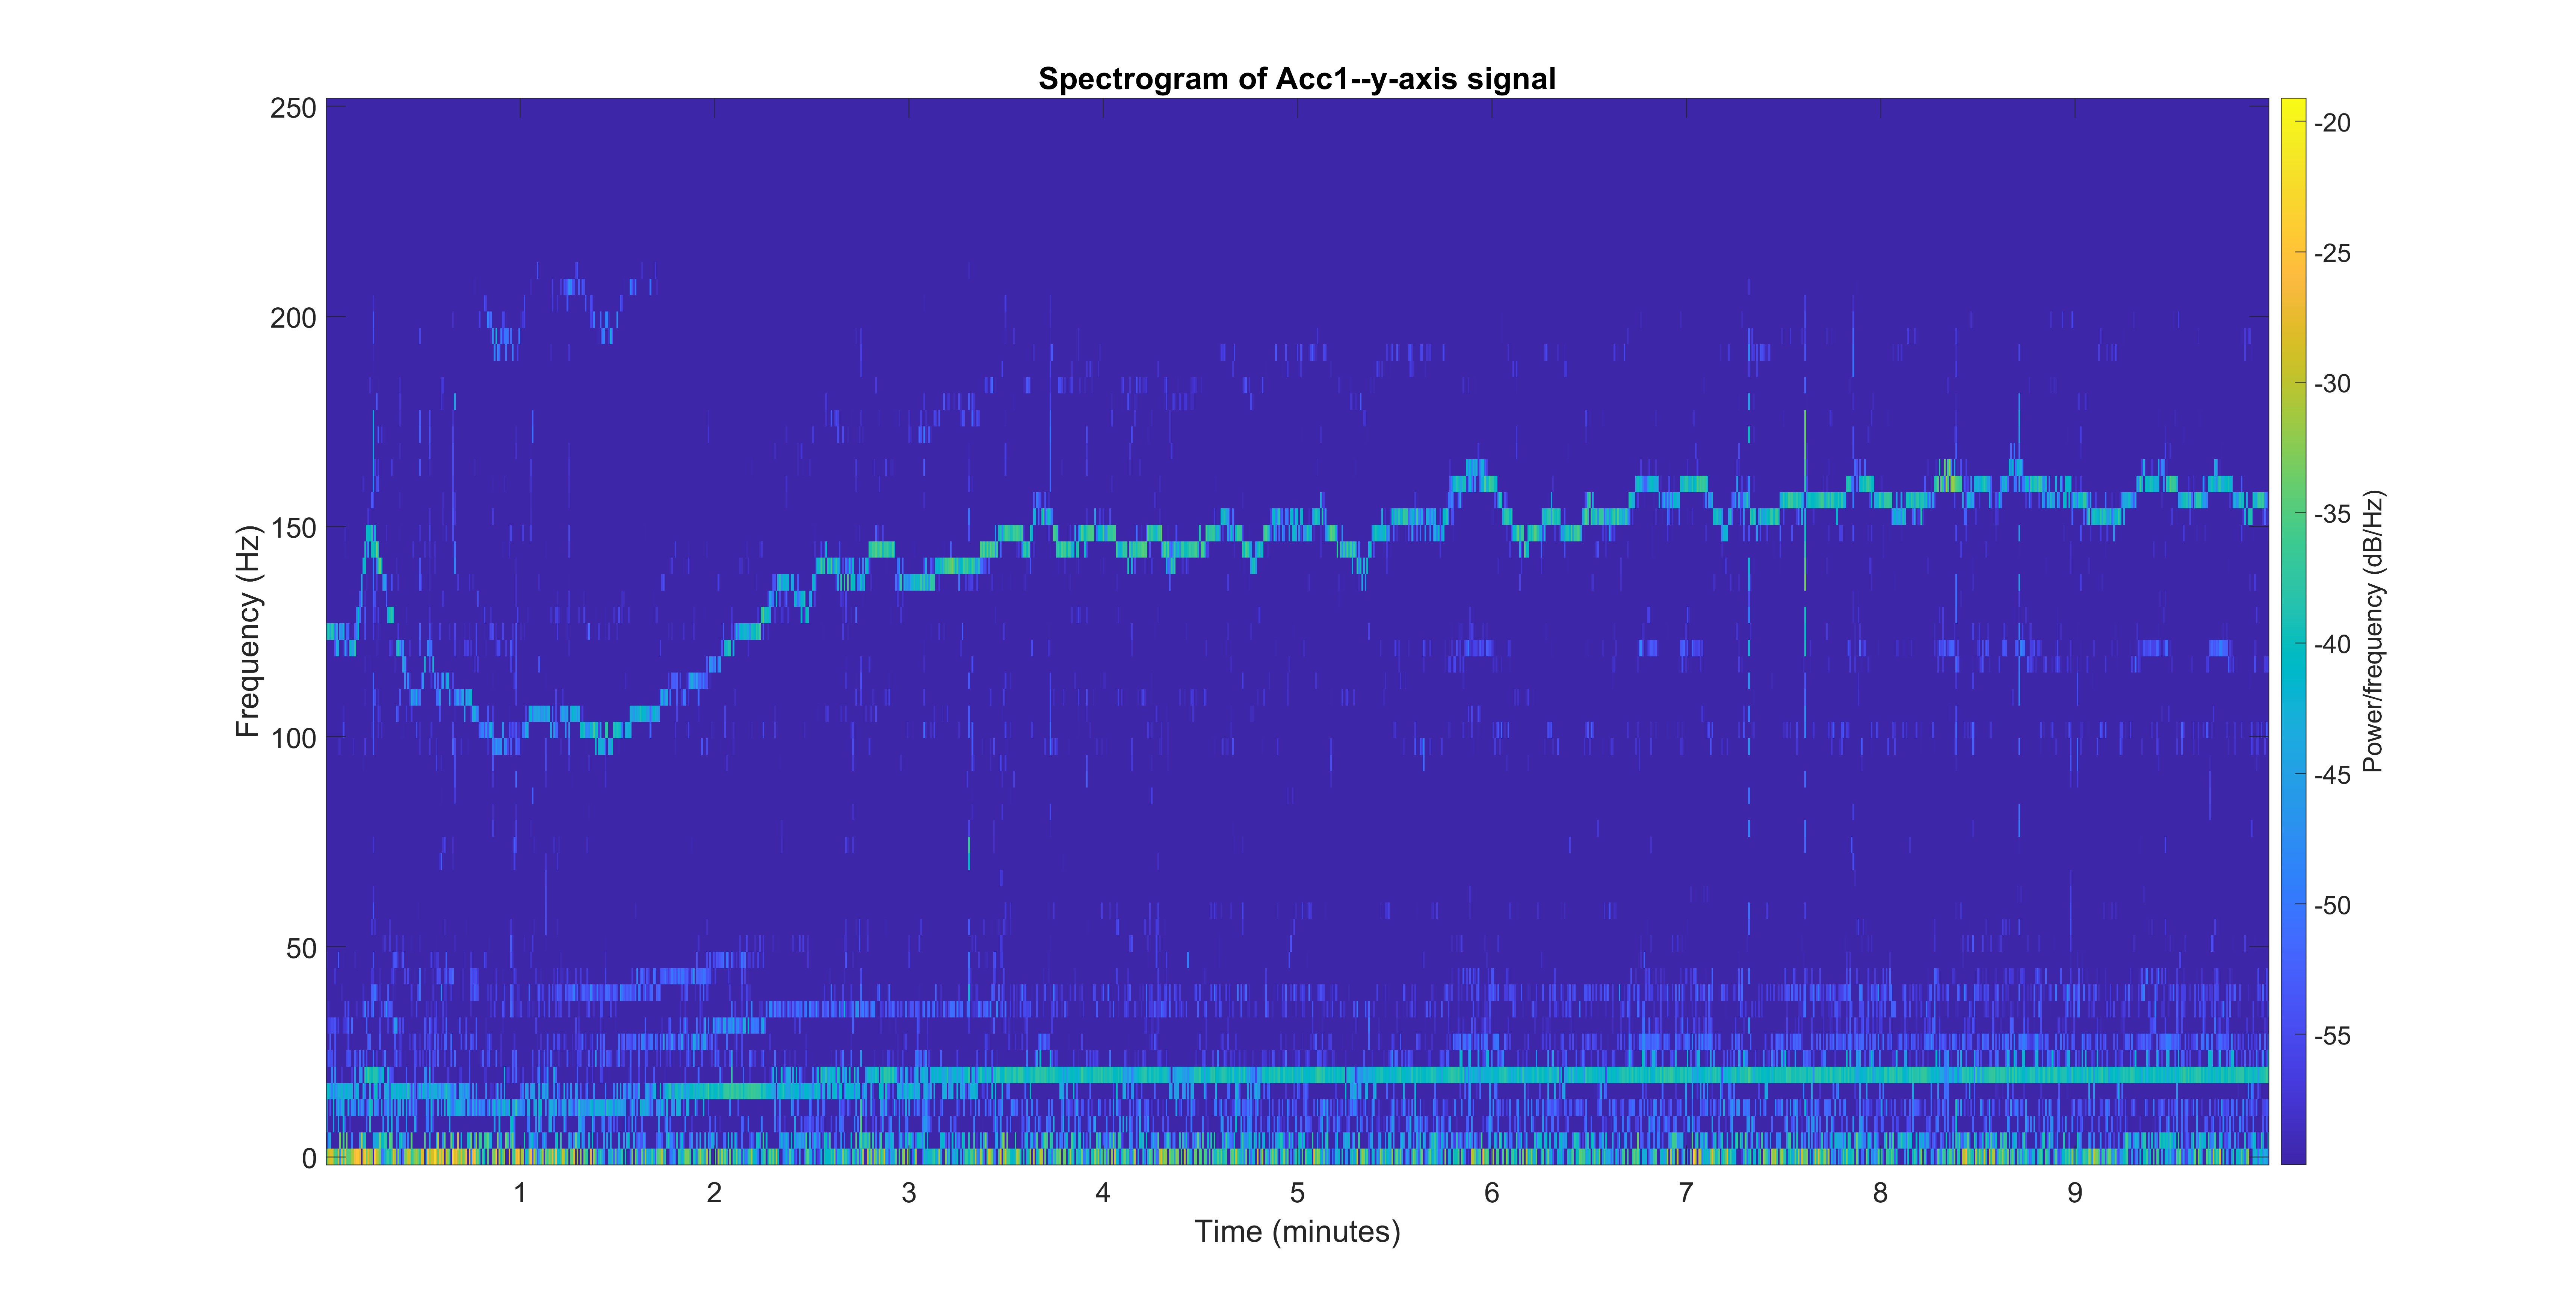 Spectrogram of Acc1--y-axis signal
250
200
150
100
50
0
Frequency (Hz)
1 2 3 4 5 6 7 8 9
Time (minutes)
-20
-25
-30
-35
-40
-45
-50
-55
Power/frequency (dB/Hz)